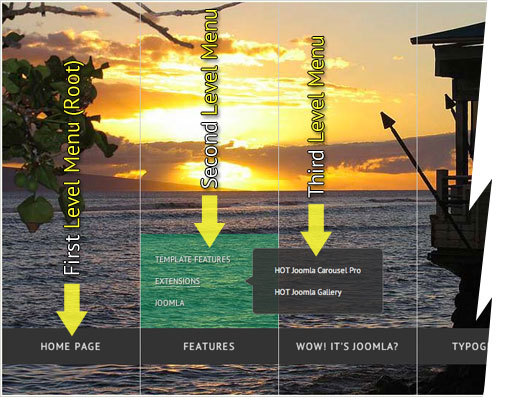 First Level Menu (Root)
Second Level Menu
Third Level Menu
TEMPLATE FEATURES
EXTENSIONS
JOOMLA
HOT Joomla Carousel Pro
HOT Joomla Gallery
HOME PAGE
FEATURES
WOW! IT'S JOOMLA?
TYPOG